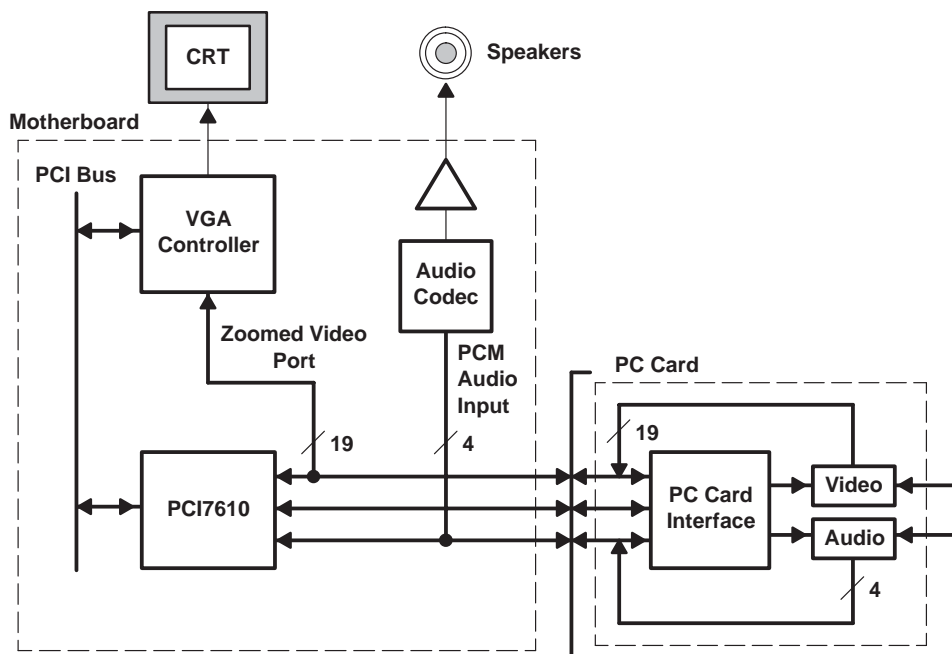 CRT
Speakers
Motherboard
PCI Bus
VGA
Controller
Audio
Codec
Zoomed Video
Port
PCM
Audio
Input
PC Card
19
4
19
PCI7610
PC Card
Interface
Video
Audio
4